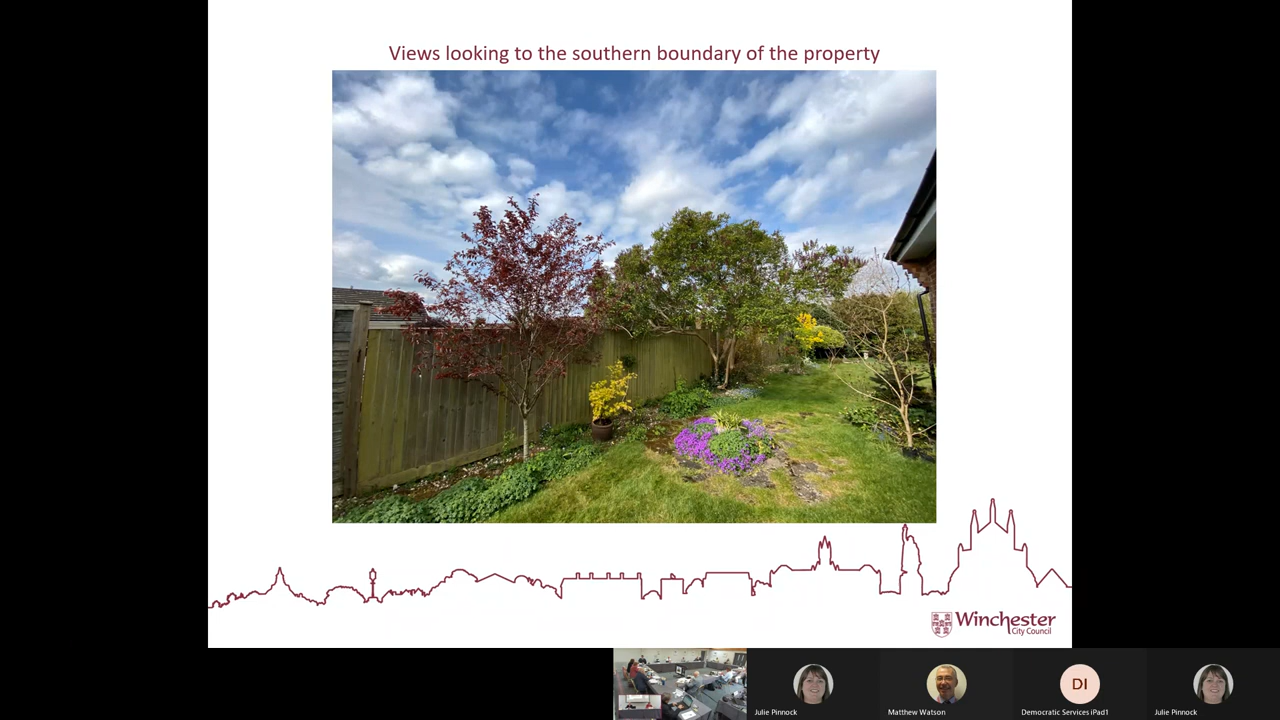 Views looking to the southern boundary of the property
Winchester
City Council
DI
Julie Pinnock
Matthew Watson
Democratic Services iPad1
Julie Pinnock